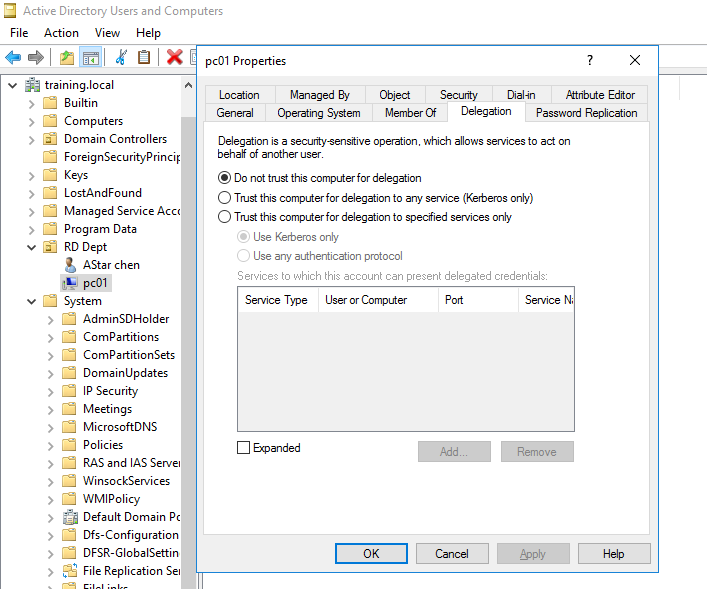 Active Directory Users and Computers
File Action View Help
training.local
Builtin
Computers
Domain Controllers
ForeignSecurityPrincip
Keys
LostAndFound
Managed Service Acco
Program Data
RD Dept
AStar chen
pc01
System
AdminSDHolder
ComPartitions
ComPartitionSets
DomainUpdates
IP Security
Meetings
MicrosoftDNS
Policies
RAS and IAS Server
WinsockServices
WMIPolicy
Default Domain Po
Dfs-Configuration
DFSR-GlobalSettin
File Replication Ser
FileLinks
pc01 Properties
Location Managed By Object Security Dial-in Attribute Editor
General Operating System Member Of Delegation Password Replication
Delegation is a security-sensitive operation, which allows services to act on
behalf of another user.
Do not trust this computer for delegation
Trust this computer for delegation to any service (Kerberos only)
Trust this computer for delegation to specified services only
Use Kerberos only
Use any authentication protocol
Services to which this account can present delegated credentials:
Service Type User or Computer Port Service Na
Expanded Add... Remove
OK Cancel Apply Help